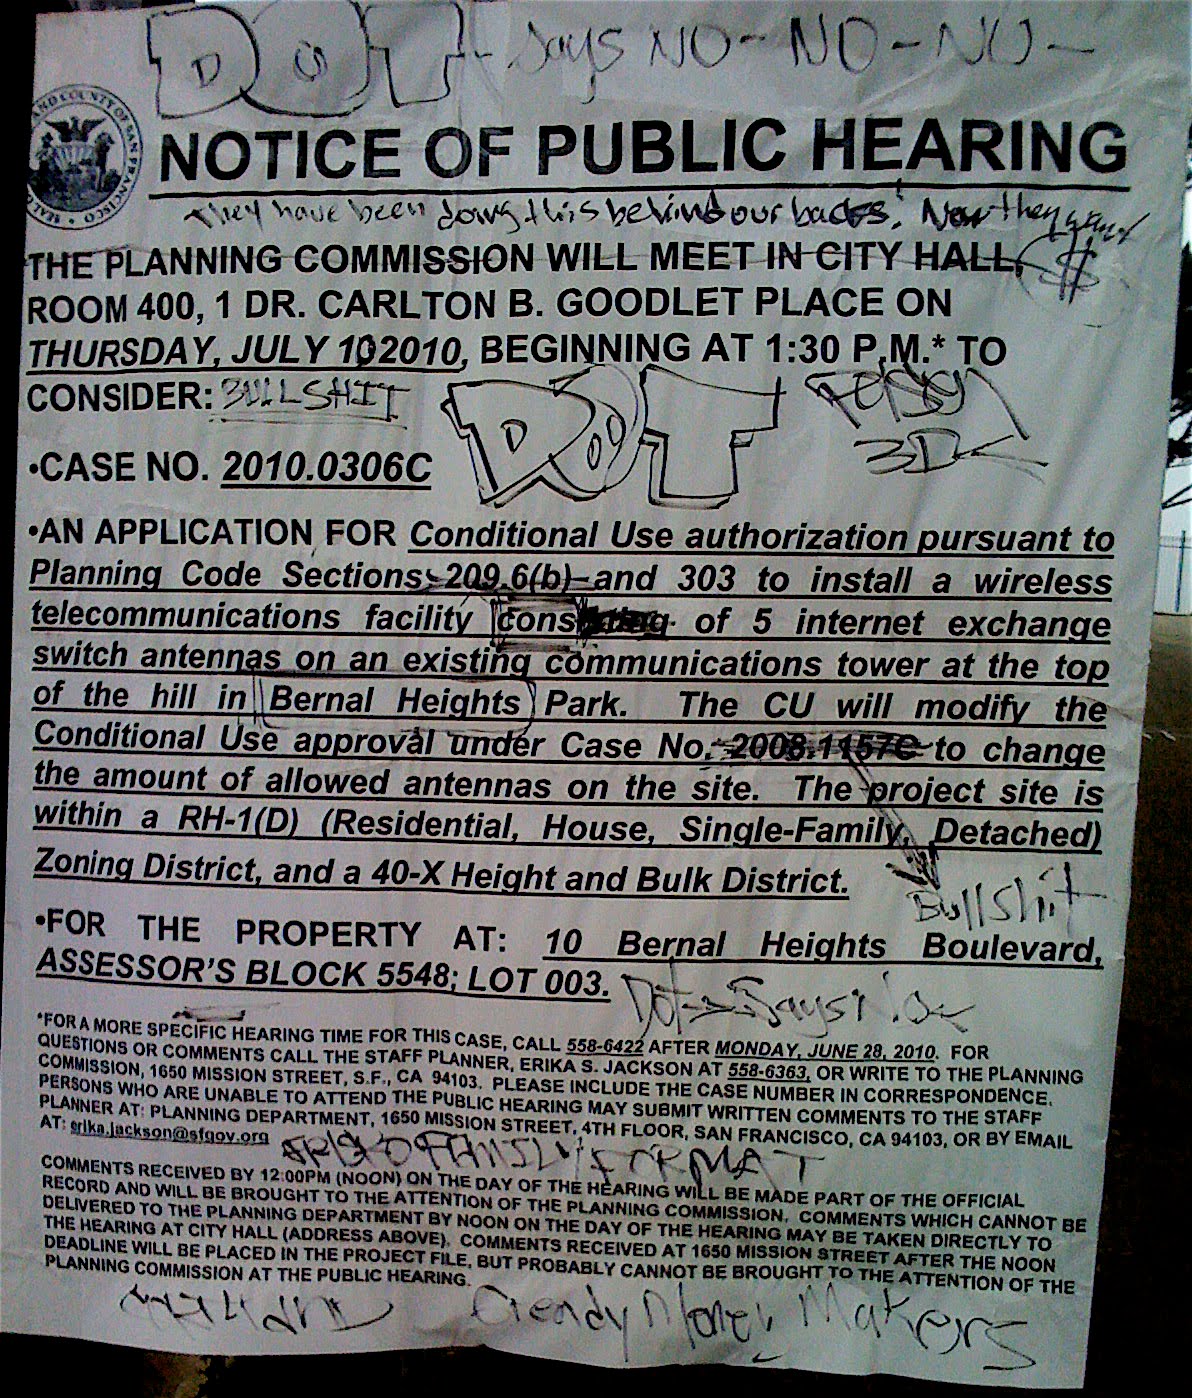 DOT says NO - NO - NO -
AND COUNTY OF SAN FRANCISCO
SEAL
NOTICE OF PUBLIC HEARING
They have been doing this behind our backs. Now they want
$
THE PLANNING COMMISSION WILL MEET IN CITY HALL,
ROOM 400, 1 DR. CARLTON B. GOODLET PLACE ON
THURSDAY, JULY 1 2010, BEGINNING AT 1:30 P.M.* TO
CONSIDER: BULLSHIT
DOT
3D
•CASE NO. 2010.0306C
•AN APPLICATION FOR Conditional Use authorization pursuant to
Planning Code Sections 209.6(b) and 303 to install a wireless
telecommunications facility cons of 5 internet exchange
switch antennas on an existing communications tower at the top
of the hill in Bernal Heights Park. The CU will modify the
Conditional Use approval under Case No. 2008.1157C to change
the amount of allowed antennas on the site. The project site is
within a RH-1(D) (Residential, House, Single-Family, Detached)
Zoning District, and a 40-X Height and Bulk District.
Bullshit
•FOR THE PROPERTY AT: 10 Bernal Heights Boulevard,
ASSESSOR'S BLOCK 5548; LOT 003.
Dot Says No
*FOR A MORE SPECIFIC HEARING TIME FOR THIS CASE, CALL 558-6422 AFTER MONDAY, JUNE 28, 2010. FOR
QUESTIONS OR COMMENTS CALL THE STAFF PLANNER, ERIKA S. JACKSON AT 558-6363, OR WRITE TO THE PLANNING
COMMISSION, 1650 MISSION STREET, S.F., CA 94103. PLEASE INCLUDE THE CASE NUMBER IN CORRESPONDENCE.
PERSONS WHO ARE UNABLE TO ATTEND THE PUBLIC HEARING MAY SUBMIT WRITTEN COMMENTS TO THE STAFF
PLANNER AT: PLANNING DEPARTMENT, 1650 MISSION STREET, 4TH FLOOR, SAN FRANCISCO, CA 94103, OR BY EMAIL
AT: erika.jackson@sfgov.org
FORMAT
COMMENTS RECEIVED BY 12:00PM (NOON) ON THE DAY OF THE HEARING WILL BE MADE PART OF THE OFFICIAL
RECORD AND WILL BE BROUGHT TO THE ATTENTION OF THE PLANNING COMMISSION. COMMENTS WHICH CANNOT BE
DELIVERED TO THE PLANNING DEPARTMENT BY NOON ON THE DAY OF THE HEARING MAY BE TAKEN DIRECTLY TO
THE HEARING AT CITY HALL (ADDRESS ABOVE). COMMENTS RECEIVED AT 1650 MISSION STREET AFTER THE NOON
DEADLINE WILL BE PLACED IN THE PROJECT FILE, BUT PROBABLY CANNOT BE BROUGHT TO THE ATTENTION OF THE
PLANNING COMMISSION AT THE PUBLIC HEARING.
Money Makers